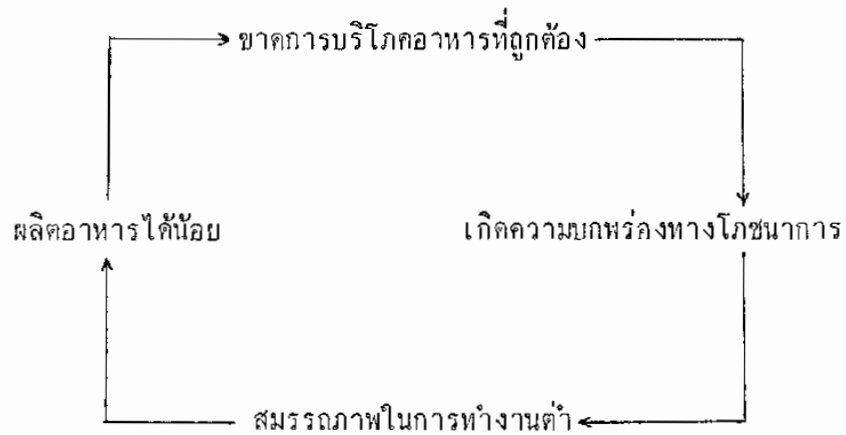 ขาดการบริโภคอาหารที่ถูกต้อง
ผลิตอาหารได้น้อย
เกิดความบกพร่องทางโภชนาการ
สมรรถภาพในการทำงานต่ำ